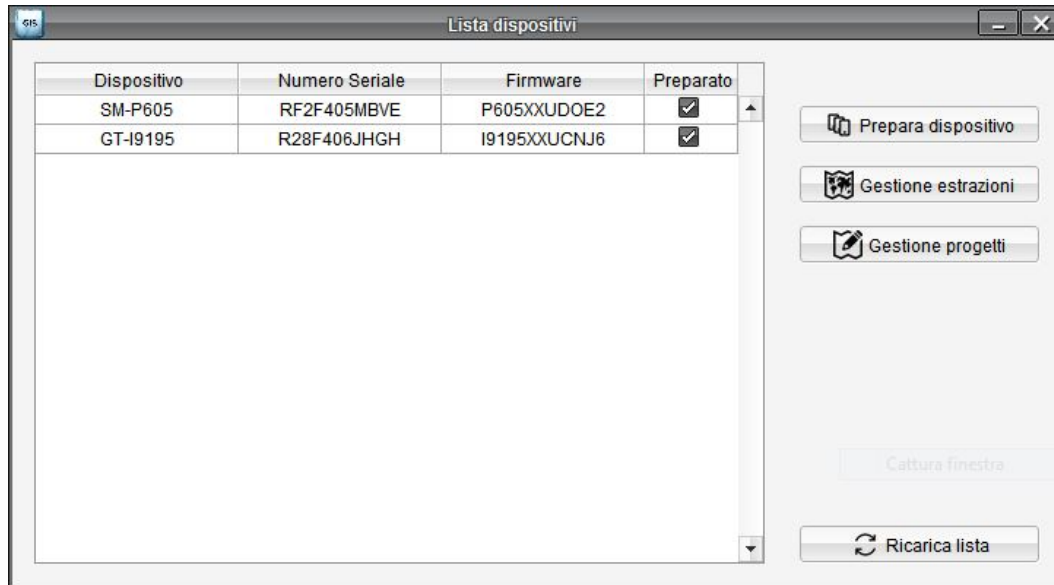 GIS
Lista dispositivi
Dispositivo Numero Seriale Firmware Preparato
SM-P605 RF2F405MBVE P605XXUDOE2
GT-I9195 R28F406JHGH I9195XXUCNJ6
Prepara dispositivo
Gestione estrazioni
Gestione progetti
Cattura finestra
Ricarica lista